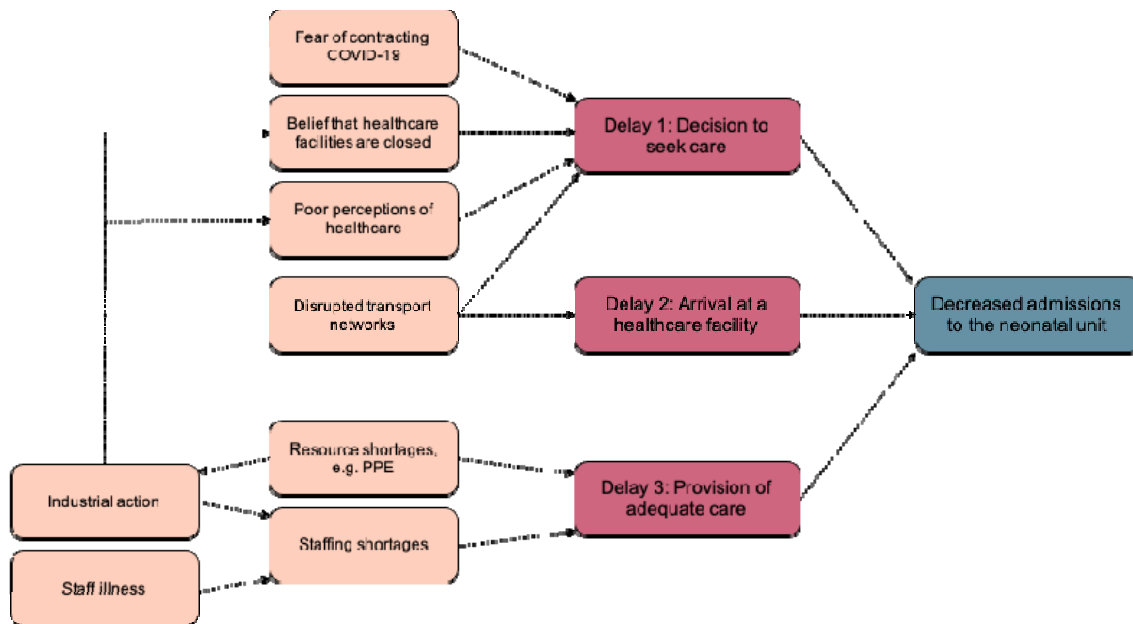 Fear of contracting
COVID-19
Belief that healthcare
facilities are closed
Poor perceptions of
healthcare
Disrupted transport
networks
Resource shortages,
e.g. PPE
Industrial action
Staffing shortages
Staff illness
Delay 1: Decision to
seek care
Delay 2: Arrival at a
healthcare facility
Delay 3: Provision of
adequate care
Decreased admissions
to the neonatal unit